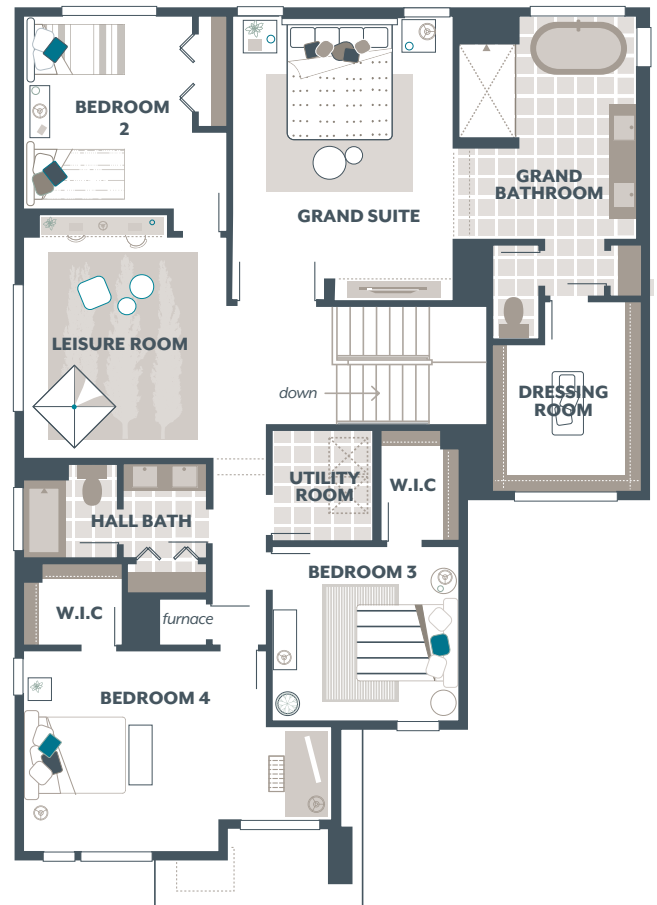 BEDROOM
2
GRAND SUITE
GRAND
BATHROOM
LEISURE ROOM
down
DRESSING
ROOM
UTILITY
ROOM
W.I.C
HALL BATH
BEDROOM 3
W.I.C
furnace
BEDROOM 4